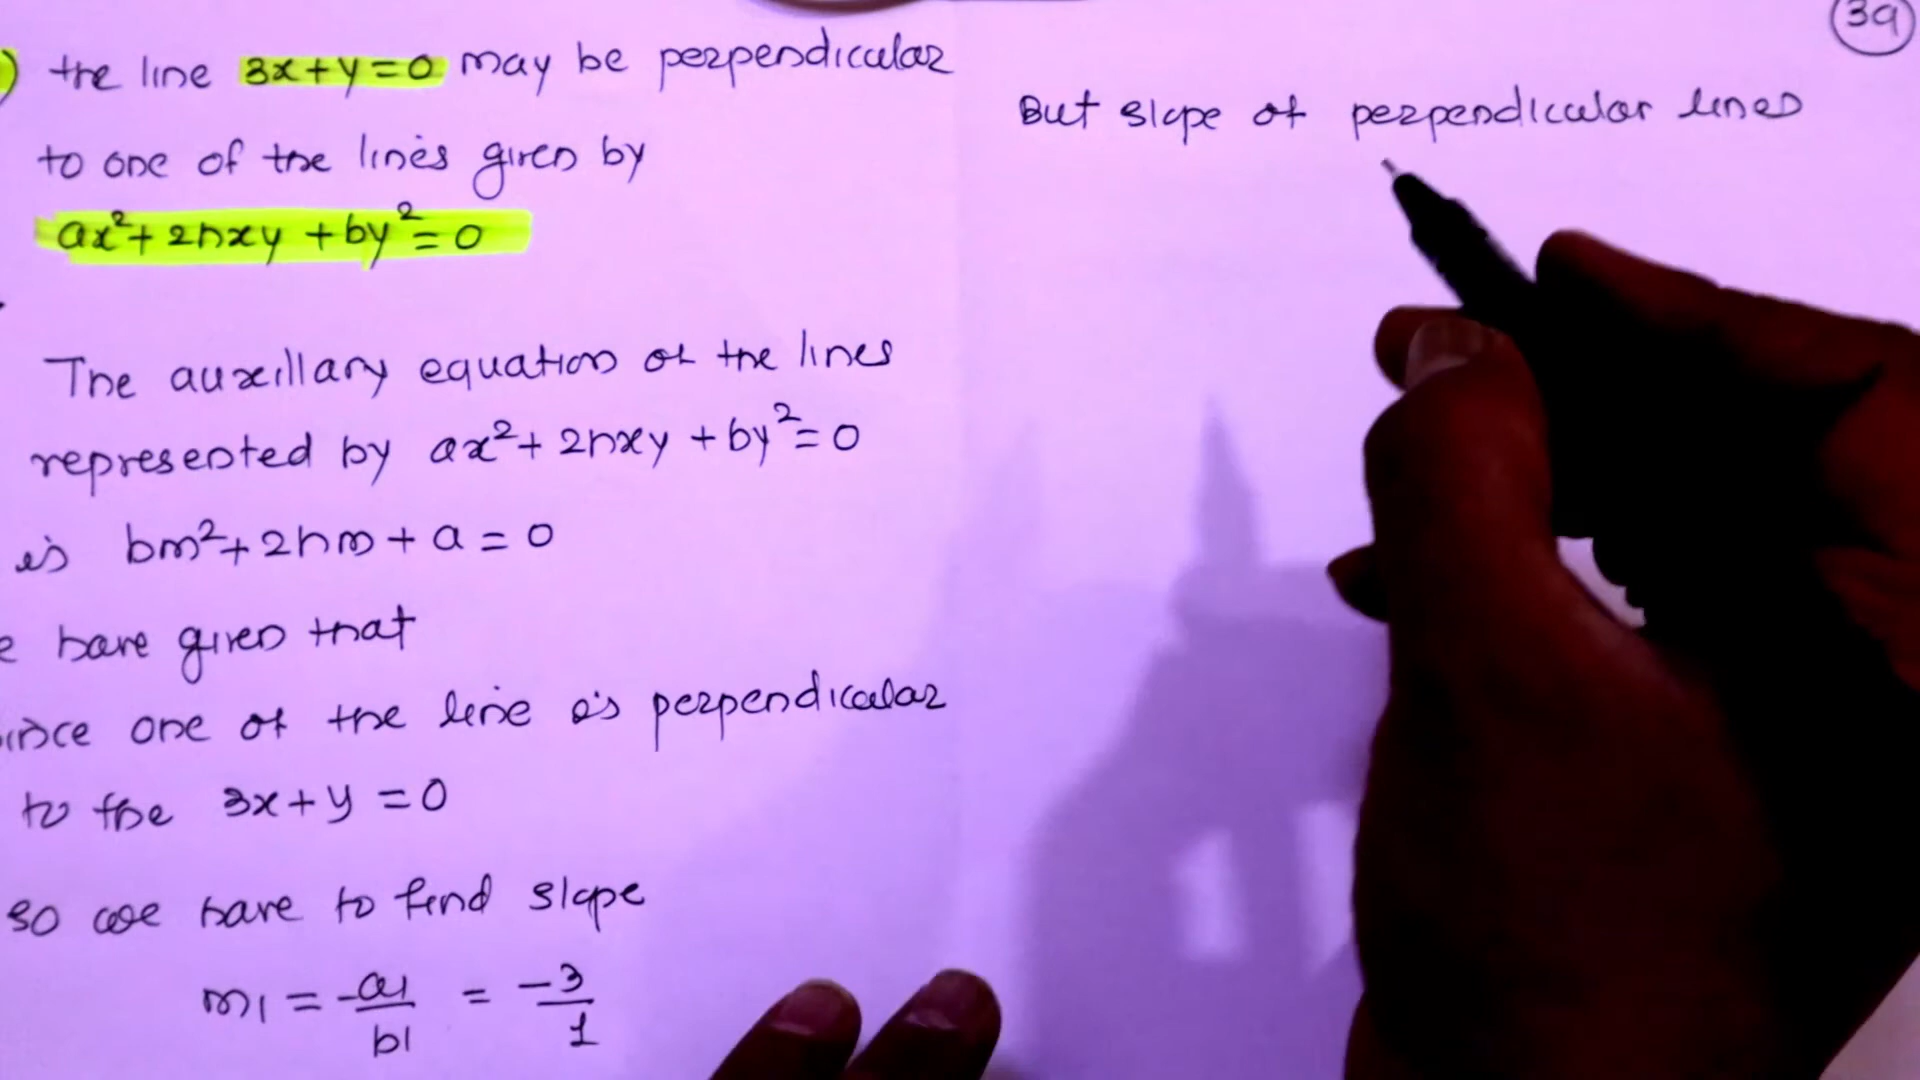 ) the line 3x+y=0 may be perpendicular
to one of the lines given by
ax²+2hxy+by²=0
The auxillary equation of the lines
represented by ax²+2hxy+by²=0
is bm²+2hm+a=0
e have given that
since one of the line is perpendicular
to the 3x+y=0
so we have to find slope
m1 = -a1/b1 = -3/1
39
But slope of perpendicular lines